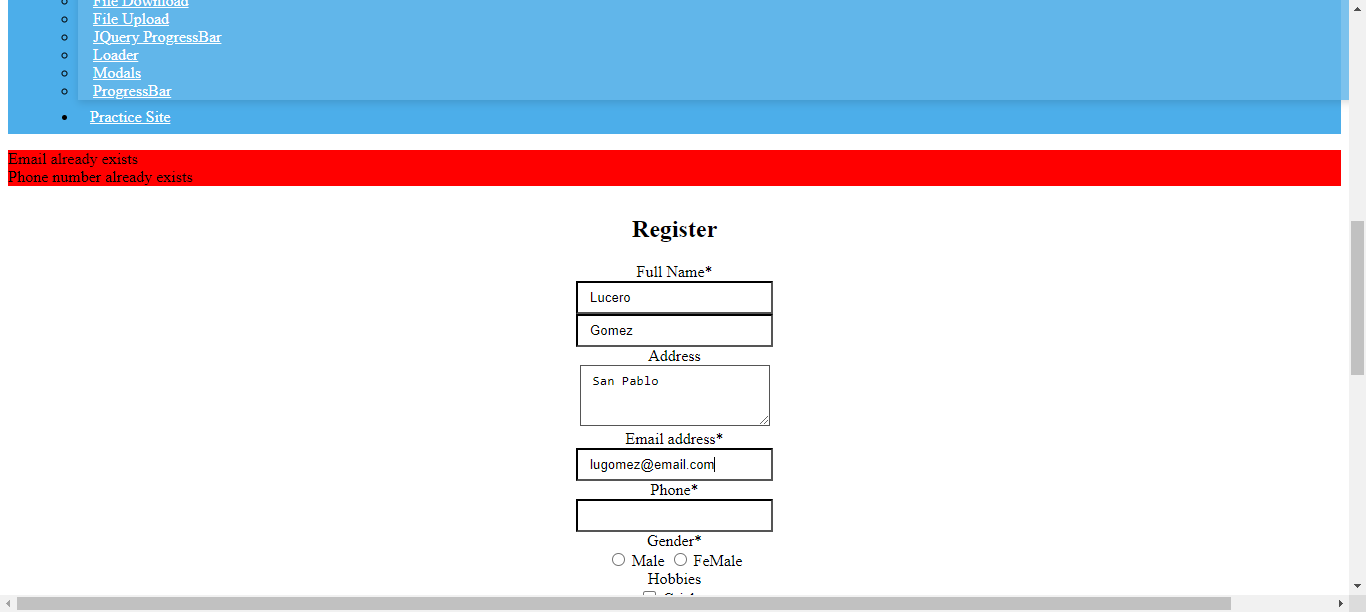 File Download
File Upload
JQuery ProgressBar
Loader
Modals
ProgressBar
Practice Site
Email already exists
Phone number already exists
Register
Full Name*
Lucero
Gomez
Address
San Pablo
Email address*
lugomez@email.com
Phone*
Gender*
Male FeMale
Hobbies